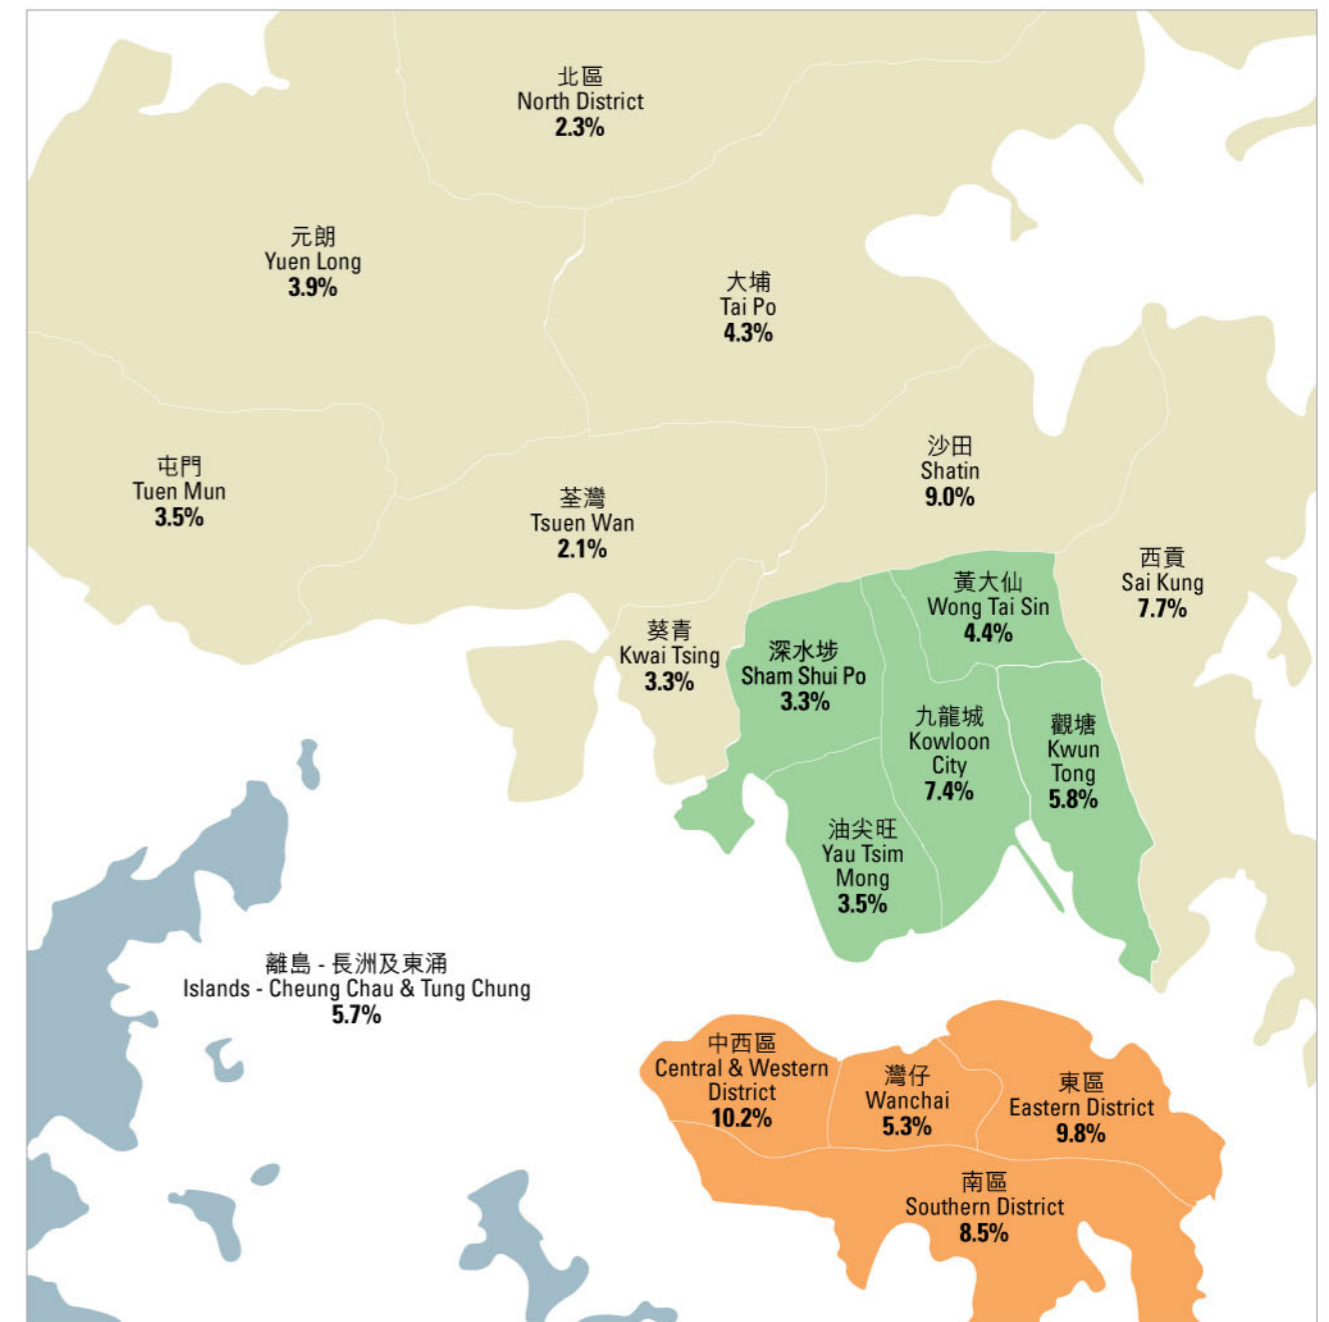 北區
North District
2.3%
元朗
Yuen Long
3.9%
大埔
Tai Po
4.3%
屯門
Tuen Mun
3.5%
荃灣
Tsuen Wan
2.1%
沙田
Shatin
9.0%
西貢
Sai Kung
7.7%
葵青
Kwai Tsing
3.3%
深水埗
Sham Shui Po
3.3%
黃大仙
Wong Tai Sin
4.4%
九龍城
Kowloon
City
7.4%
觀塘
Kwun
Tong
5.8%
油尖旺
Yau Tsim
Mong
3.5%
離島 - 長洲及東涌
Islands - Cheung Chau & Tung Chung
5.7%
中西區
Central & Western
District
10.2%
灣仔
Wanchai
5.3%
東區
Eastern District
9.8%
南區
Southern District
8.5%